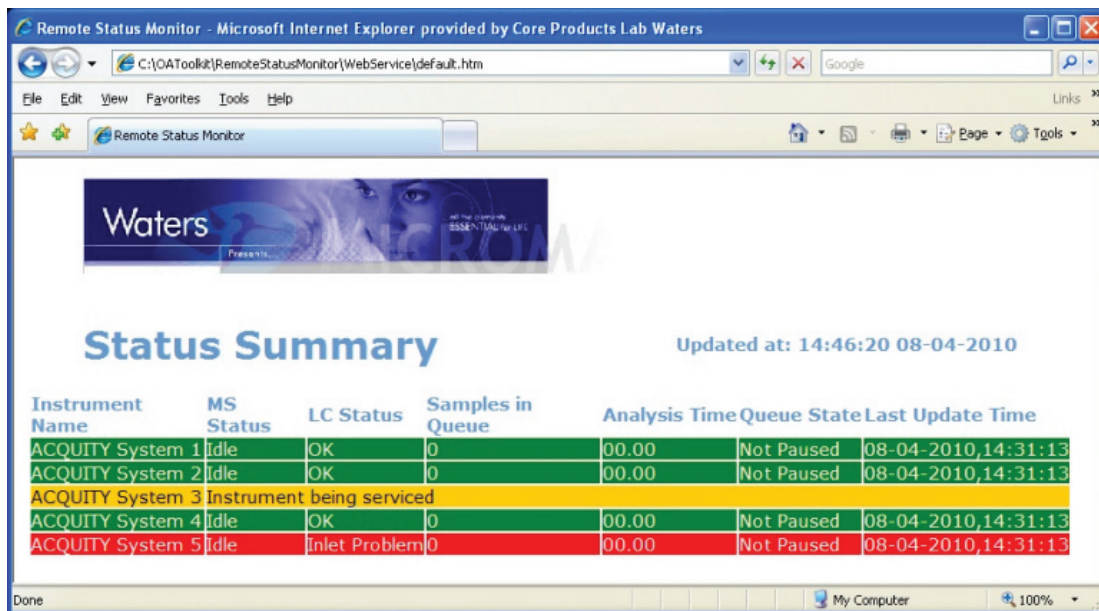 Remote Status Monitor - Microsoft Internet Explorer provided by Core Products Lab Waters
C:\OAToolkit\RemoteStatusMonitor\WebService\default.htm
Google
File Edit View Favorites Tools Help
Links »
Remote Status Monitor
Page Tools »
Waters
Presents...
all the elements
ESSENTIAL for LIFE
MICROMA
Status Summary
Updated at: 14:46:20 08-04-2010
Instrument Name MS Status LC Status Samples in Queue Analysis Time Queue State Last Update Time
ACQUITY System 1 Idle OK 0 00.00 Not Paused 08-04-2010,14:31:13
ACQUITY System 2 Idle OK 0 00.00 Not Paused 08-04-2010,14:31:13
ACQUITY System 3 Instrument being serviced
ACQUITY System 4 Idle OK 0 00.00 Not Paused 08-04-2010,14:31:13
ACQUITY System 5 Idle Inlet Problem 0 00.00 Not Paused 08-04-2010,14:31:13
Done
My Computer
100%